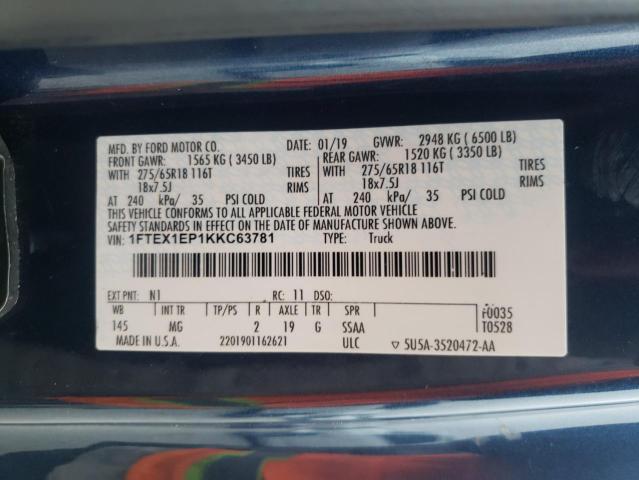 MFD. BY FORD MOTOR CO. DATE: 01/19 GVWR: 2948 KG (6500 LB)
FRONT GAWR: 1565 KG (3450 LB) REAR GAWR: 1520 KG (3350 LB)
WITH 275/65R18 116T TIRES WITH 275/65R18 116T TIRES
18x7.5J RIMS 18x7.5J RIMS
AT 240 kPa/ 35 PSI COLD AT 240 kPa/ 35 PSI COLD
THIS VEHICLE CONFORMS TO ALL APPLICABLE FEDERAL MOTOR VEHICLE
SAFETY STANDARDS IN EFFECT ON THE DATE OF MANUFACTURE SHOWN ABOVE.
VIN: 1FTEX1EP1KKC63781 TYPE: Truck
EXT PNT: N1 RC: 11 DSO:
WB INT TR TP/PS R AXLE TR SPR F0035
145 MG 2 19 G SSAA T0528
MADE IN U.S.A. 2201901162621 ULC ▽ 5U5A-3520472-AA